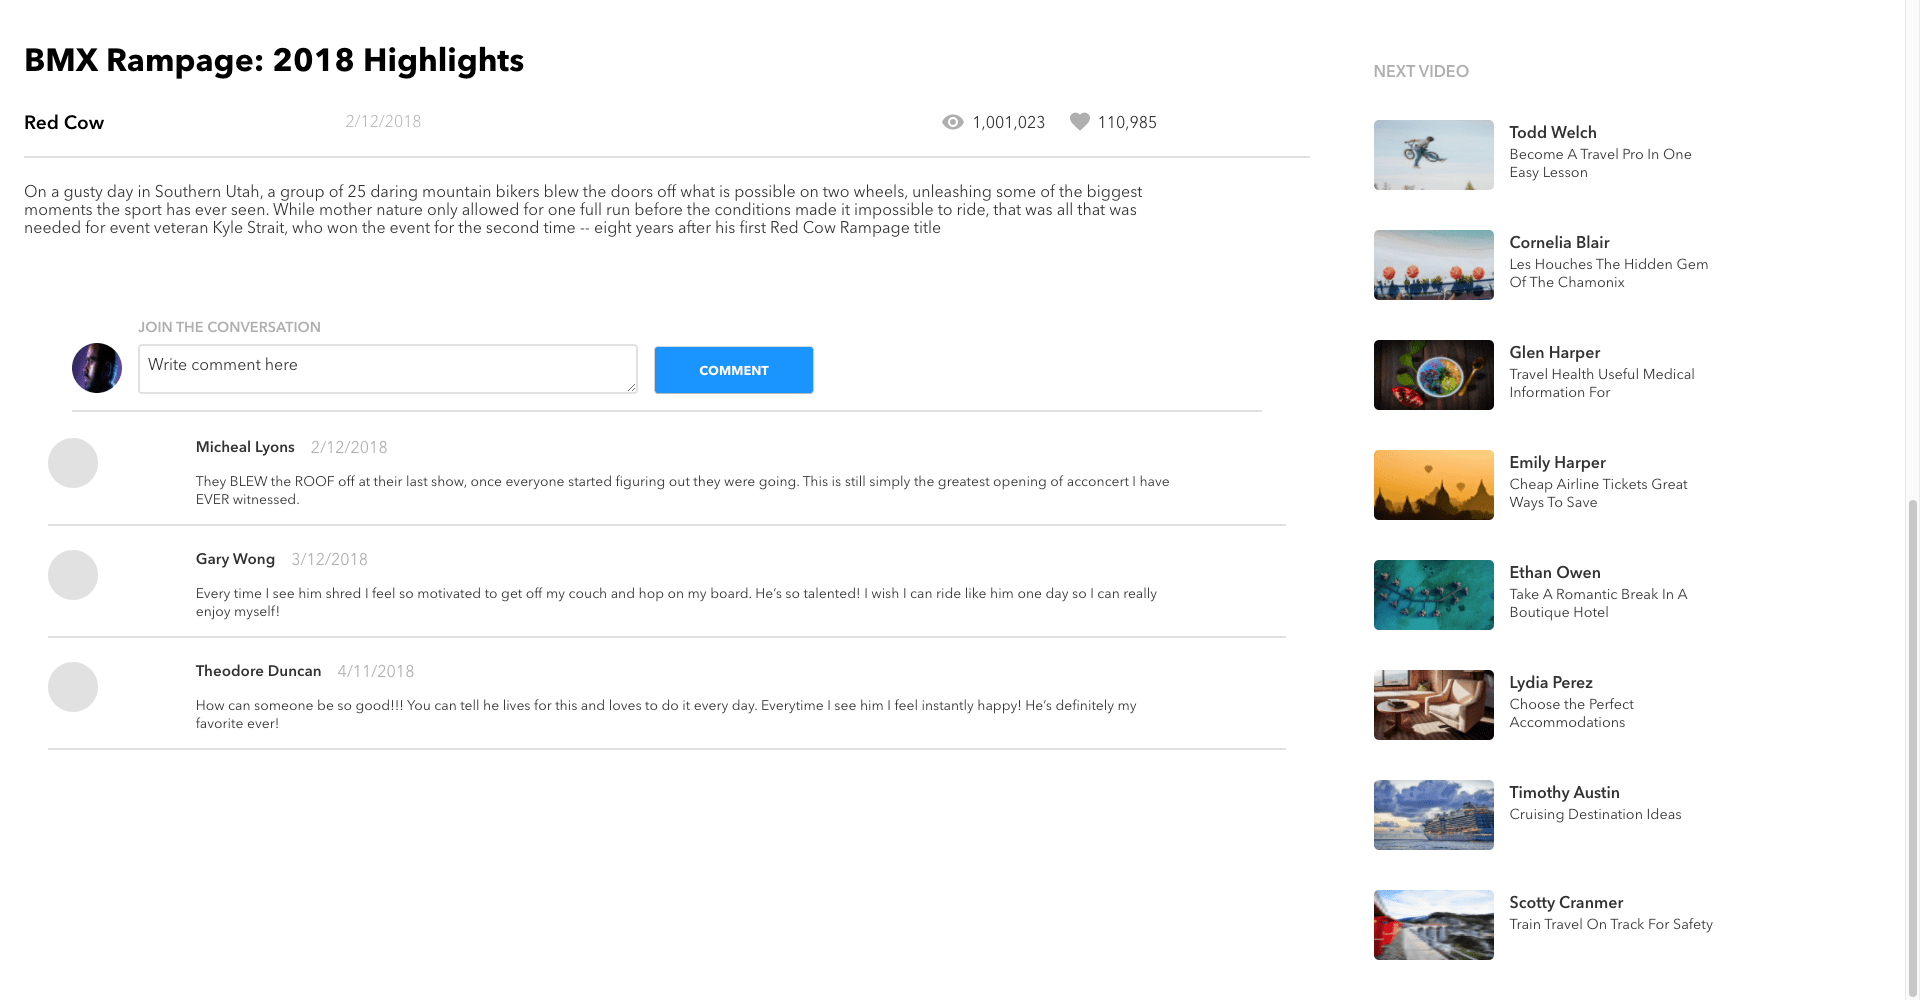 BMX Rampage: 2018 Highlights
Red Cow
2/12/2018
1,001,023
110,985
On a gusty day in Southern Utah, a group of 25 daring mountain bikers blew the doors off what is possible on two wheels, unleashing some of the biggest
moments the sport has ever seen. While mother nature only allowed for one full run before the conditions made it impossible to ride, that was all that was
needed for event veteran Kyle Strait, who won the event for the second time -- eight years after his first Red Cow Rampage title
JOIN THE CONVERSATION
Write comment here
COMMENT
Micheal Lyons
2/12/2018
They BLEW the ROOF off at their last show, once everyone started figuring out they were going. This is still simply the greatest opening of acconcert I have
EVER witnessed.
Gary Wong
3/12/2018
Every time I see him shred I feel so motivated to get off my couch and hop on my board. He’s so talented! I wish I can ride like him one day so I can really
enjoy myself!
Theodore Duncan
4/11/2018
How can someone be so good!!! You can tell he lives for this and loves to do it every day. Everytime I see him I feel instantly happy! He’s definitely my
favorite ever!
NEXT VIDEO
Todd Welch
Become A Travel Pro In One
Easy Lesson
Cornelia Blair
Les Houches The Hidden Gem
Of The Chamonix
Glen Harper
Travel Health Useful Medical
Information For
Emily Harper
Cheap Airline Tickets Great
Ways To Save
Ethan Owen
Take A Romantic Break In A
Boutique Hotel
Lydia Perez
Choose the Perfect
Accommodations
Timothy Austin
Cruising Destination Ideas
Scotty Cranmer
Train Travel On Track For Safety